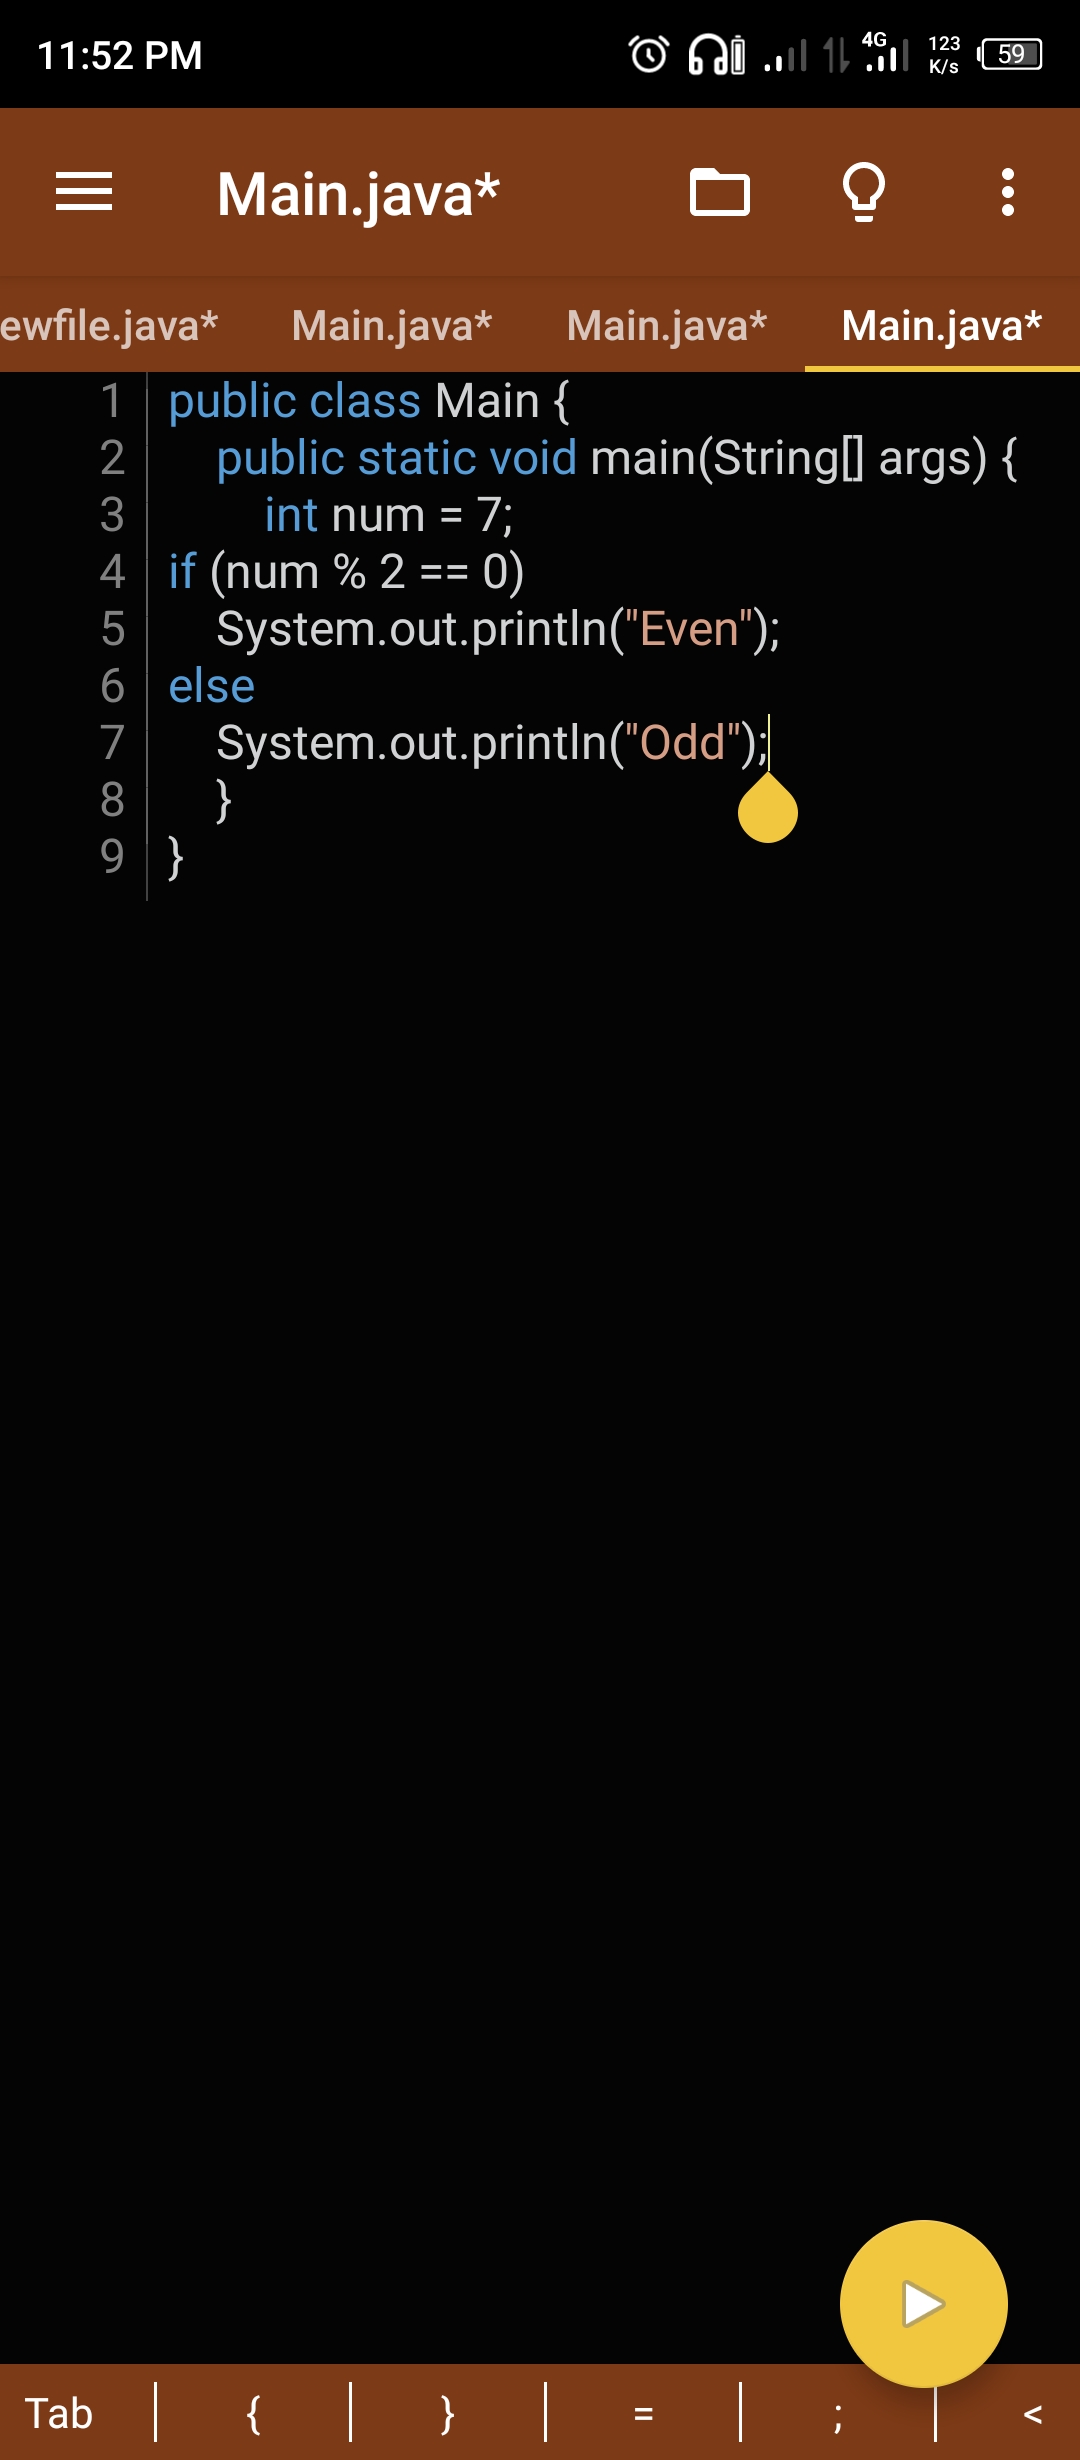 11:52 PM 4G 123 K/s 59
Main.java*
ewfile.java* Main.java* Main.java* Main.java*
1 public class Main {
2     public static void main(String[] args) {
3         int num = 7;
4 if (num % 2 == 0)
5     System.out.println("Even");
6 else
7     System.out.println("Odd");
8     }
9 }
Tab { } = ; <